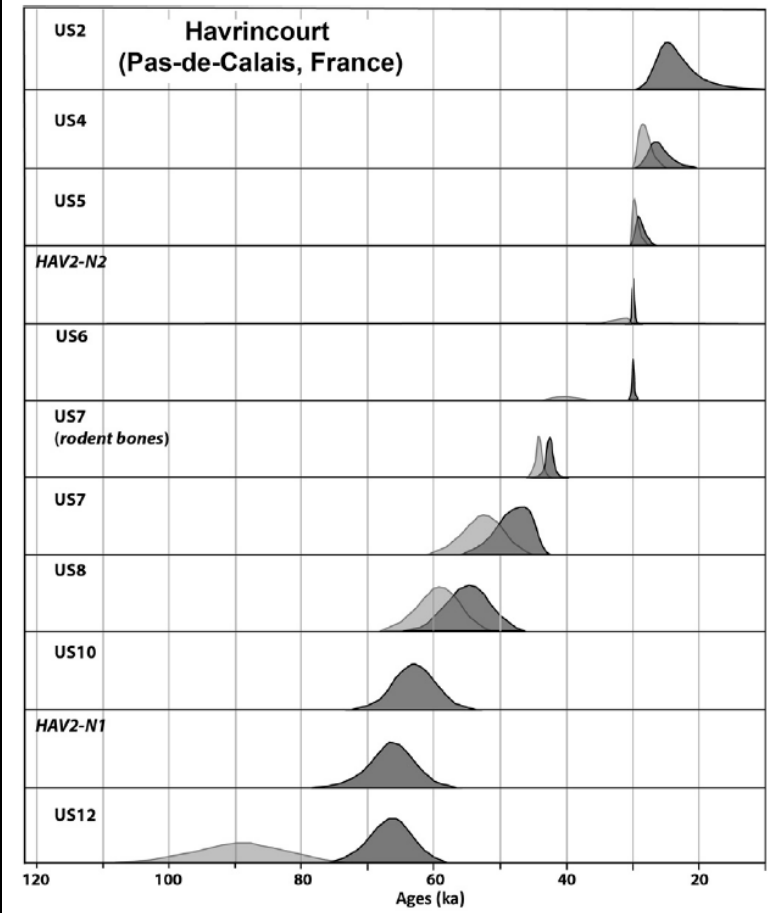 Havrincourt
(Pas-de-Calais, France)
US2
US4
US5
HAV2-N2
US6
US7
(rodent bones)
US7
US8
US10
HAV2-N1
US12
120 100 80 60 40 20
Ages (ka)